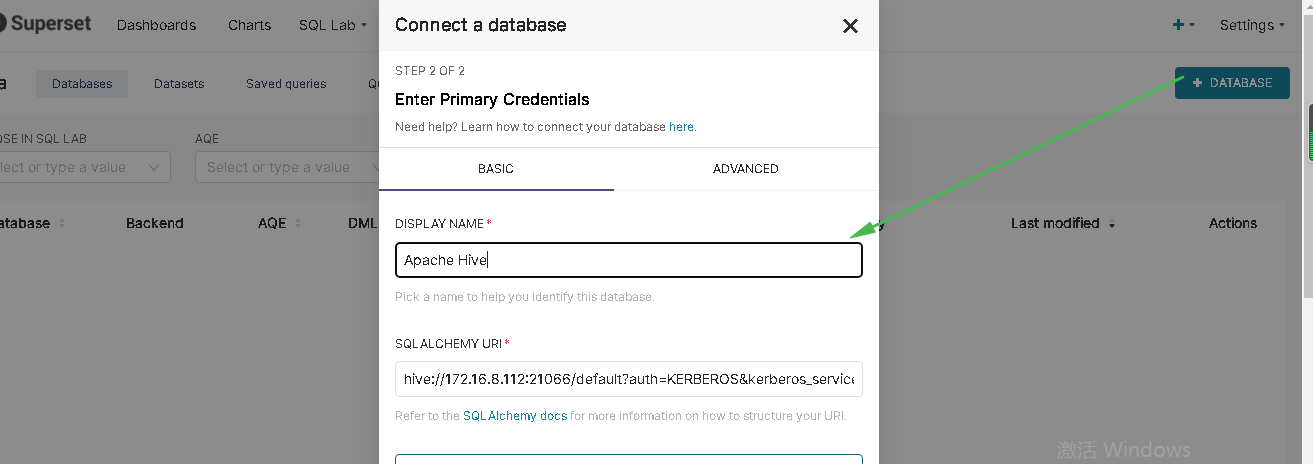 Superset Dashboards Charts SQL Lab Settings
Connect a database
STEP 2 OF 2
Enter Primary Credentials
Need help? Learn how to connect your database here.
Databases Datasets Saved queries
+ DATABASE
BASIC ADVANCED
OSE IN SQL LAB AQE
lect or type a value Select or type a value
atabase Backend AQE DML Last modified Actions
DISPLAY NAME *
Apache Hive
Pick a name to help you identify this database.
SQLALCHEMY URI *
hive://172.16.8.112:21066/default?auth=KERBEROS&kerberos_service
Refer to the SQLAlchemy docs for more information on how to structure your URI.
激活 Windows